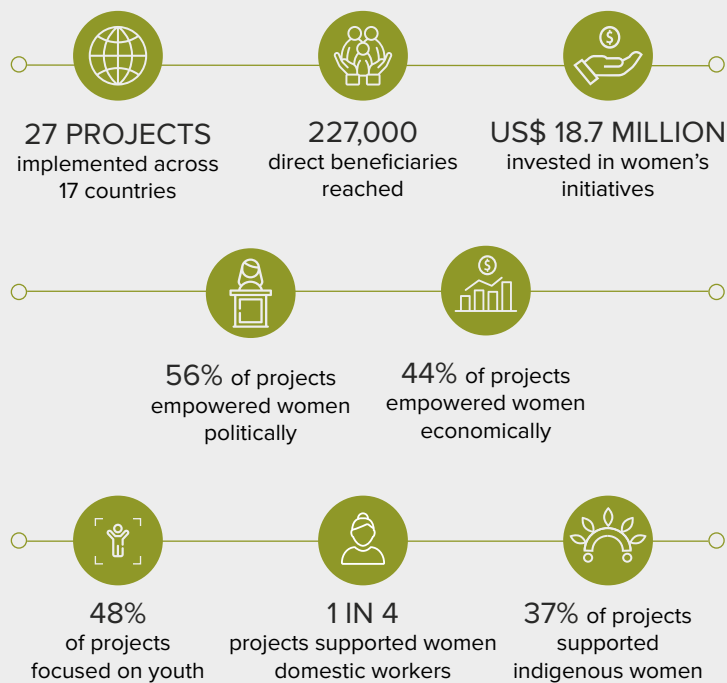 $
27 PROJECTS
implemented across
17 countries
227,000
direct beneficiaries
reached
US$ 18.7 MILLION
invested in women’s
initiatives
$
56% of projects
empowered women
politically
44% of projects
empowered women
economically
48%
of projects
focused on youth
1 IN 4
projects supported women
domestic workers
37% of projects
supported
indigenous women